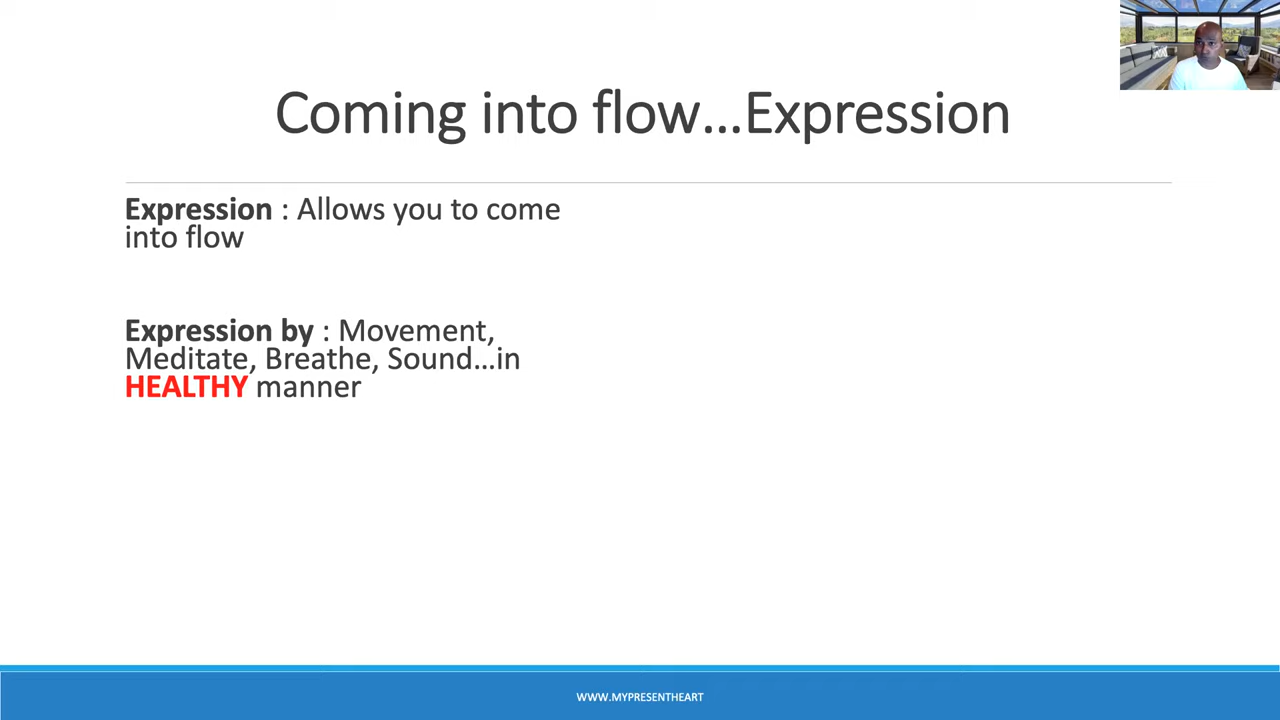 Coming into flow...Expression
Expression : Allows you to come
into flow
Expression by : Movement,
Meditate, Breathe, Sound...in
HEALTHY manner
WWW.MYPRESENTHEART